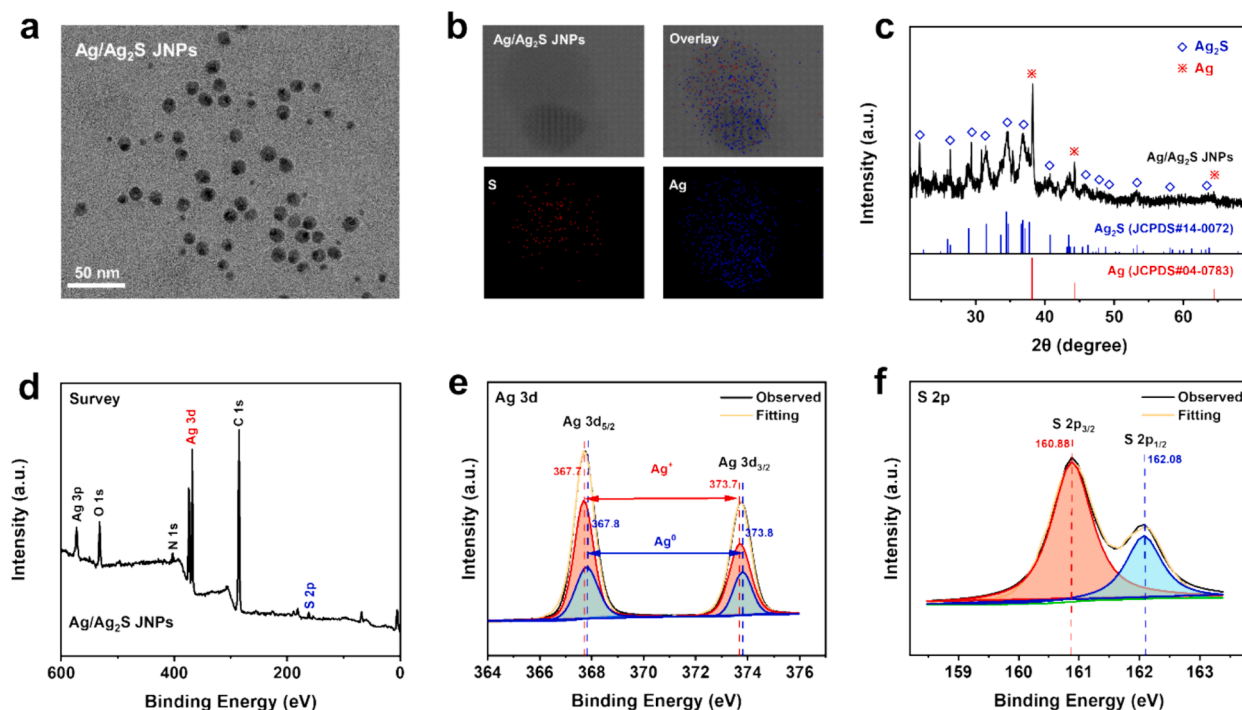 a
Ag/Ag₂S JNPs
50 nm
b
Ag/Ag₂S JNPs
Overlay
S
Ag
c
◇ Ag₂S
※ Ag
Ag/Ag₂S JNPs
Ag₂S (JCPDS#14-0072)
Ag (JCPDS#04-0783)
Intensity (a.u.)
30 40 50 60
2θ (degree)
d
Survey
Ag 3p
O 1s
N 1s
Ag 3d
C 1s
S 2p
Ag/Ag₂S JNPs
Intensity (a.u.)
600 400 200 0
Binding Energy (eV)
e
Ag 3d
Observed
Fitting
Ag 3d₅/₂
Ag 3d₃/₂
367.7
Ag⁺
373.7
367.8
Ag⁰
373.8
Intensity (a.u.)
364 366 368 370 372 374 376
Binding Energy (eV)
f
S 2p
Observed
Fitting
S 2p₃/₂
160.88
S 2p₁/₂
162.08
Intensity (a.u.)
159 160 161 162 163
Binding Energy (eV)